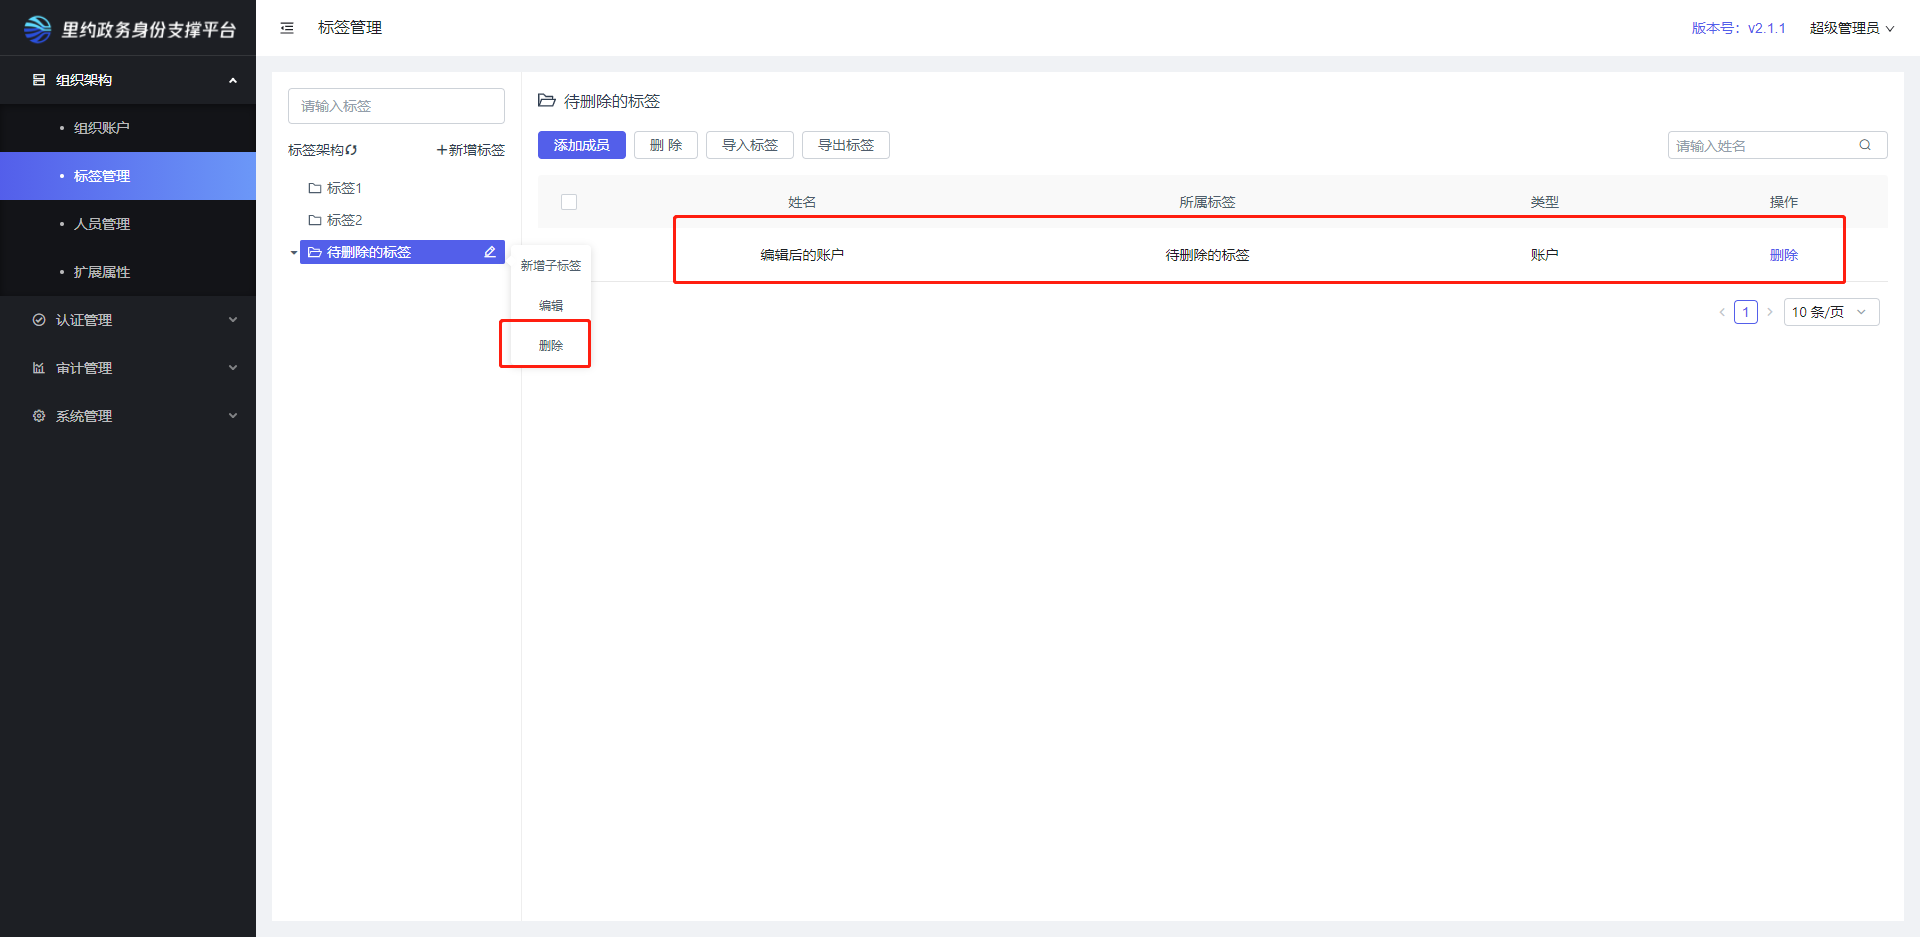 里约政务身份支撑平台
标签管理
版本号：v2.1.1
超级管理员
组织架构
组织账户
标签管理
人员管理
扩展属性
认证管理
审计管理
系统管理
请输入标签
标签架构
新增标签
标签1
标签2
待删除的标签
新增子标签
编辑
删除
待删除的标签
添加成员 删 除 导入标签 导出标签
请输入姓名
姓名 所属标签 类型 操作
编辑后的账户 待删除的标签 账户 删除
1 10 条/页